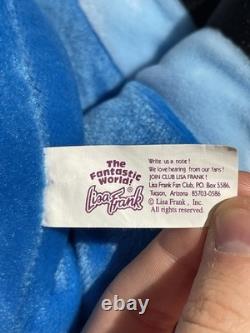 The
Fantastic
World!
Lisa
Frank
Write us a note!
We love hearing from our fans!
JOIN CLUB LISA FRANK!
Lisa Frank Fan Club, P.O. Box 5586,
Tucson, Arizona 85703-0586
© Lisa Frank, Inc.
All rights reserved.
ebay